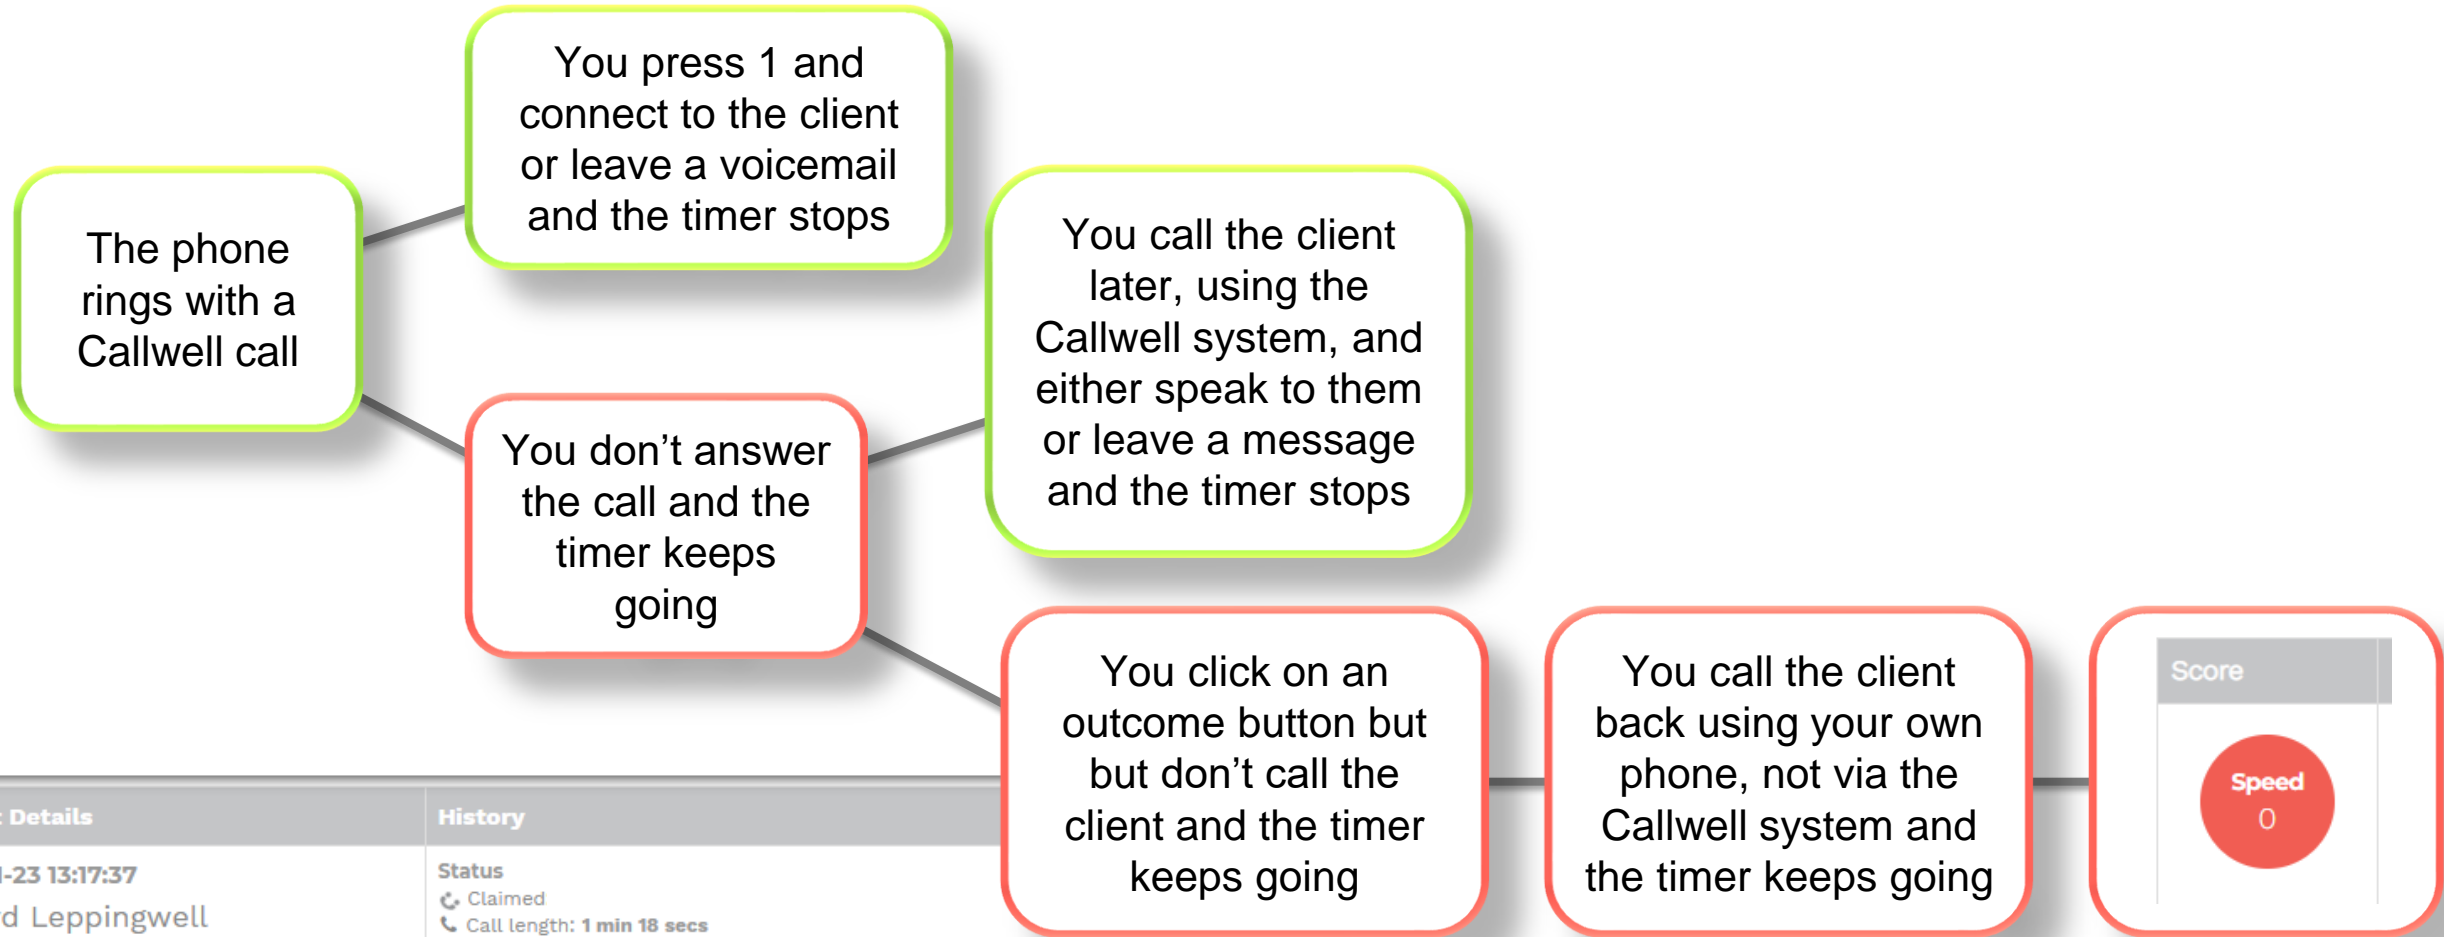 The phone
rings with a
Callwell call
You press 1 and
connect to the client
or leave a voicemail
and the timer stops
You don’t answer
the call and the
timer keeps
going
You call the client
later, using the
Callwell system, and
either speak to them
or leave a message
and the timer stops
You click on an
outcome button but
but don’t call the
client and the timer
keeps going
You call the client
back using your own
phone, not via the
Callwell system and
the timer keeps going
Score
Speed
0
Details
History
-23 13:17:37
Leppingwell
Status
Claimed
Call length: 1 min 18 secs